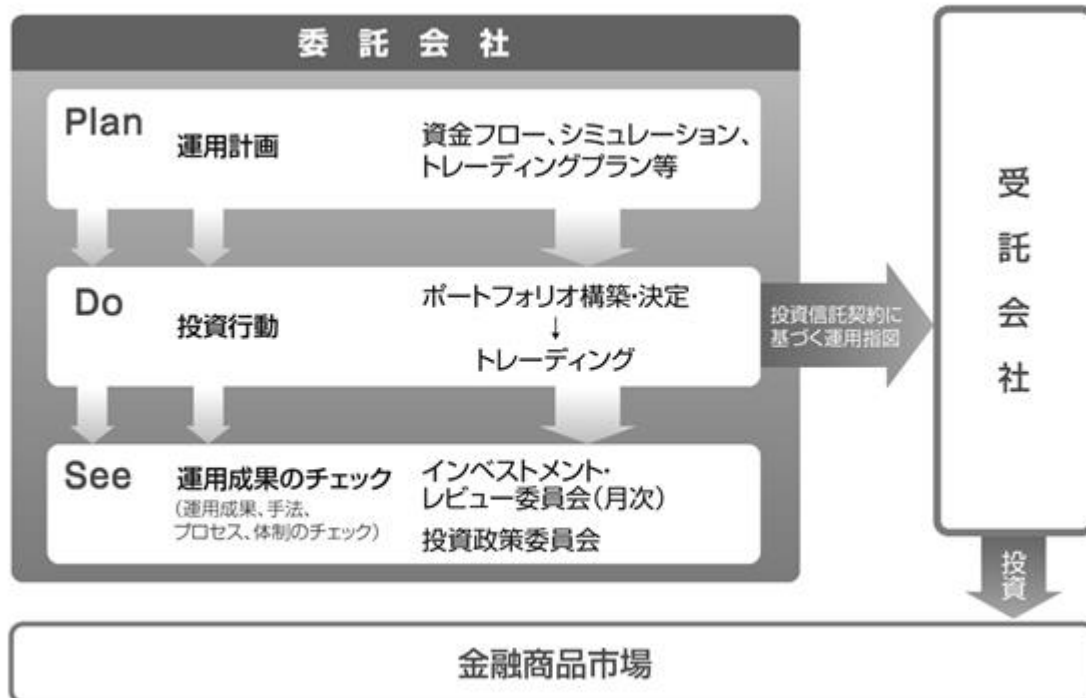 委託会社
Plan
運用計画
資金フロー、シミュレーション、
トレーディングプラン等
Do
投資行動
ポートフォリオ構築・決定
↓
トレーディング
投資信託契約に
基づく運用指図
See
運用成果のチェック
(運用成果、手法、
プロセス、体制のチェック)
インベストメント・
レビュー委員会(月次)
投資政策委員会
受託会社
投資
金融商品市場